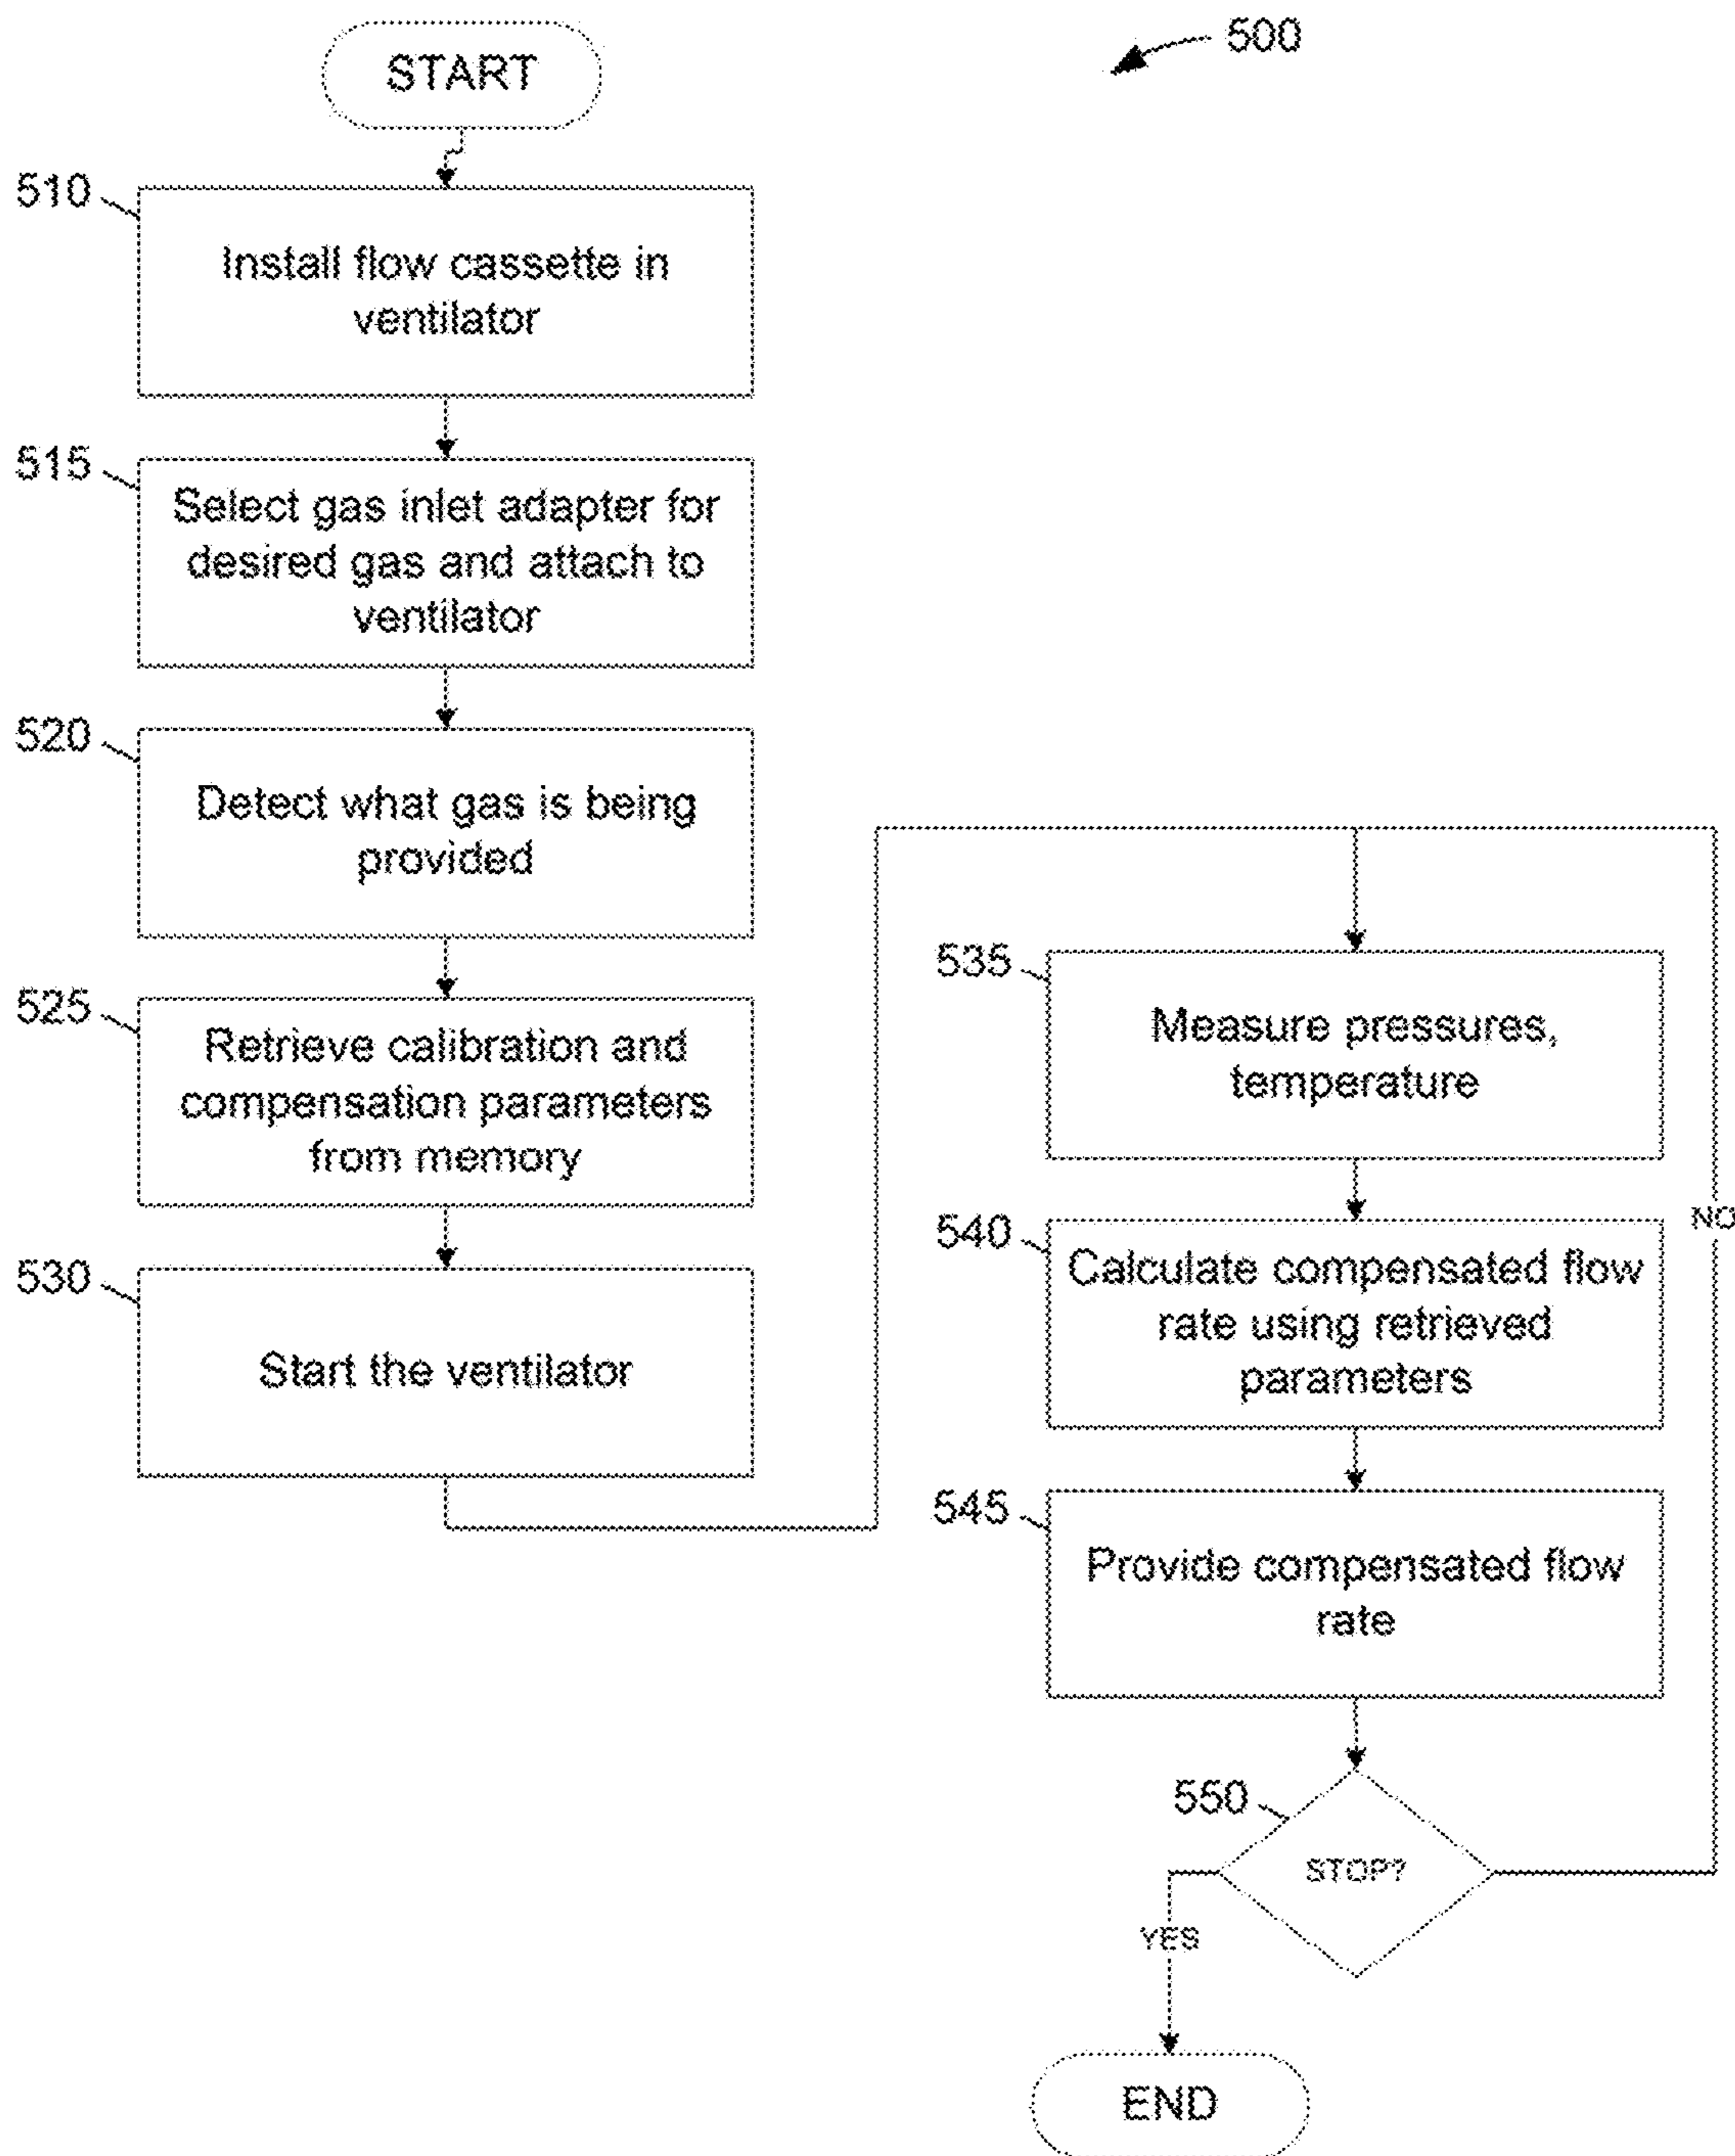 500
START
510
Install flow cassette in
ventilator
515
Select gas inlet adapter for
desired gas and attach to
ventilator
520
Detect what gas is being
provided
525
Retrieve calibration and
compensation parameters
from memory
530
Start the ventilator
535
Measure pressures,
temperature
540
Calculate compensated flow
rate using retrieved
parameters
545
Provide compensated flow
rate
550
STOP?
NO
YES
END